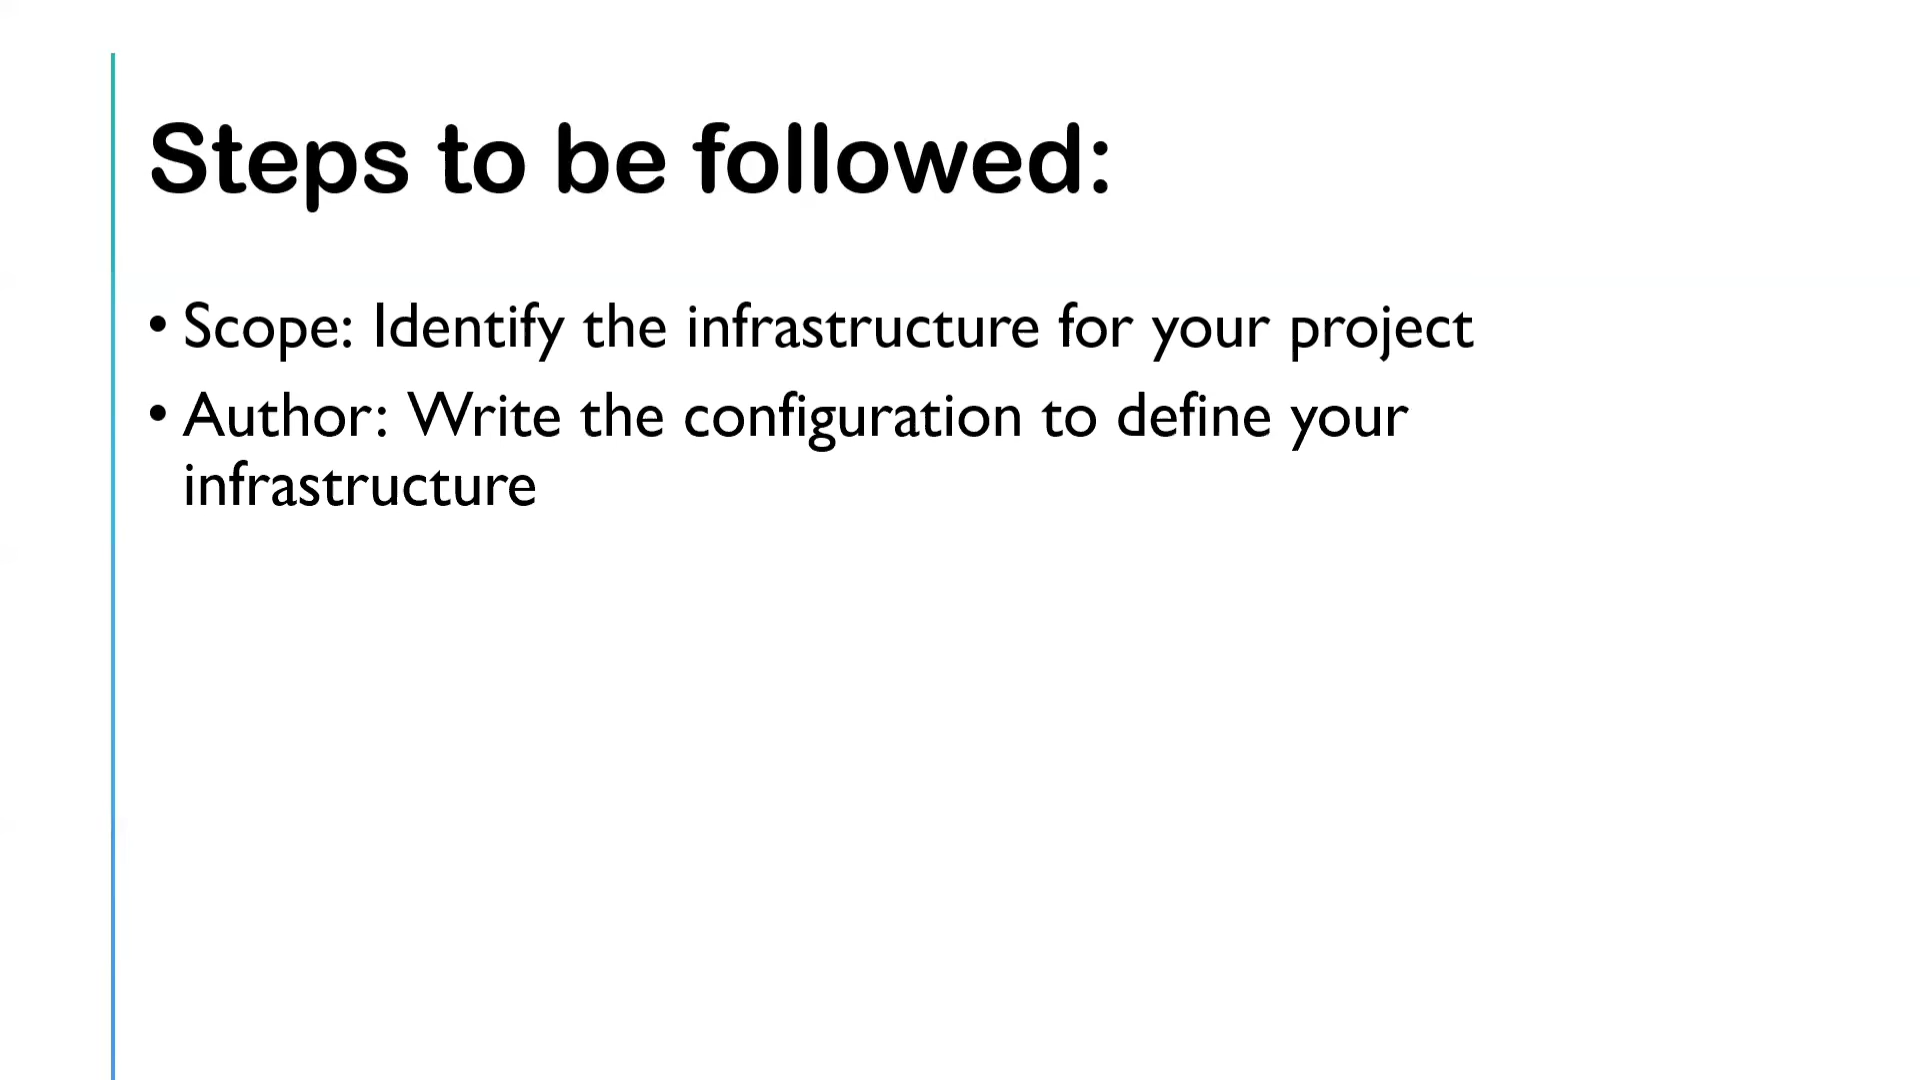 Steps to be followed:
• Scope: Identify the infrastructure for your project
• Author: Write the configuration to define your
infrastructure